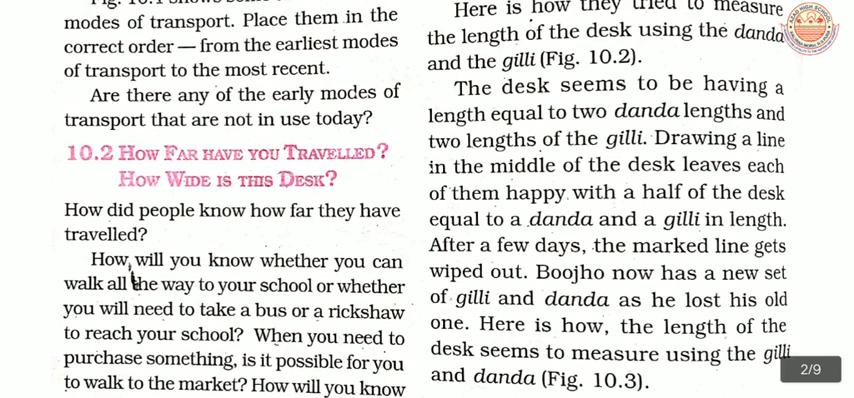 Fig. 10.1 shows some
modes of transport. Place them in the
correct order — from the earliest modes
of transport to the most recent.
Are there any of the early modes of
transport that are not in use today?
10.2 HOW FAR HAVE YOU TRAVELLED?
HOW WIDE IS THIS DESK?
How did people know how far they have
travelled?
How will you know whether you can
walk all the way to your school or whether
you will need to take a bus or a rickshaw
to reach your school? When you need to
purchase something, is it possible for you
to walk to the market? How will you know
Here is how they tried to measure
the length of the desk using the danda
and the gilli (Fig. 10.2).
The desk seems to be having a
length equal to two danda lengths and
two lengths of the gilli. Drawing a line
in the middle of the desk leaves each
of them happy with a half of the desk
equal to a danda and a gilli in length.
After a few days, the marked line gets
wiped out. Boojho now has a new set
of gilli and danda as he lost his old
one. Here is how, the length of the
desk seems to measure using the gilli
and danda (Fig. 10.3).
2/9